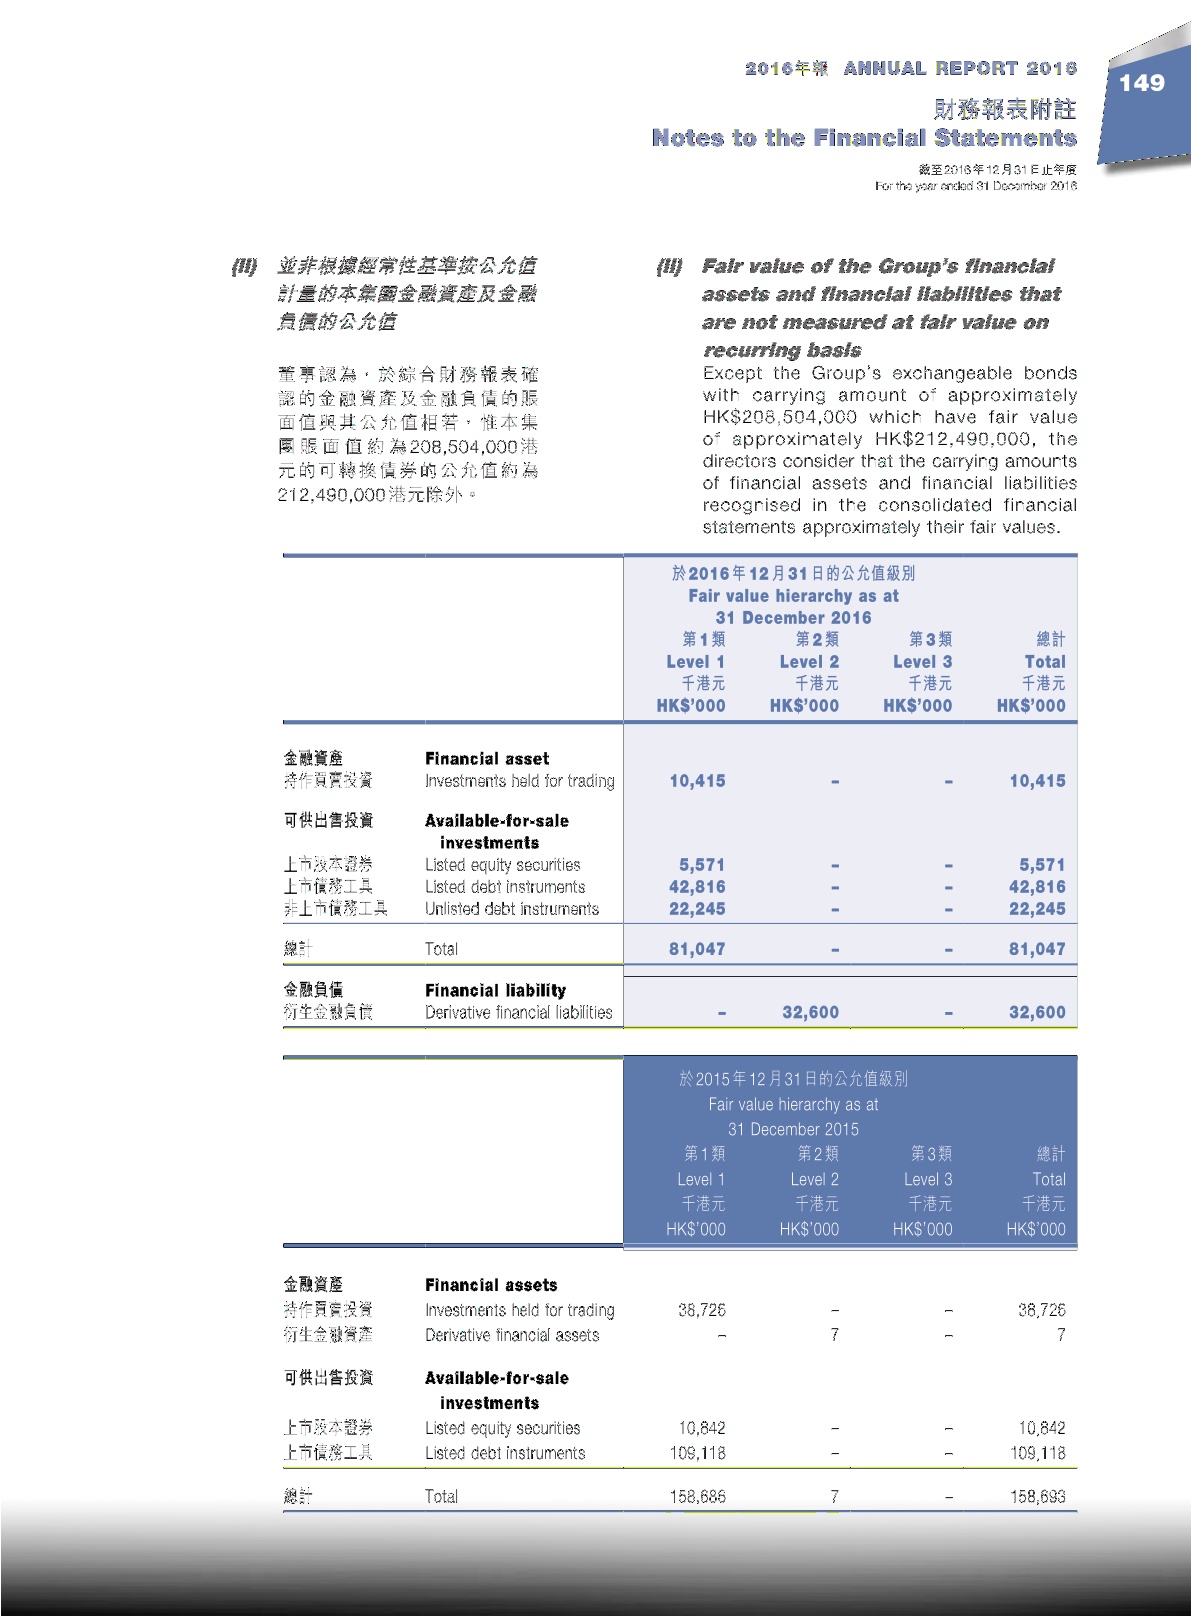 2016年報 ANNUAL REPORT 2016
149
財務報表附註
Notes to the Financial Statements
截至2016年12月31日止年度
For the year ended 31 December 2016
(II) 並非根據經常性基準按公允值
計量的本集團金融資產及金融
負債的公允值
董事認為，於綜合財務報表確
認的金融資產及金融負債的賬
面值與其公允值相若，惟本集
團賬面值約為208,504,000港
元的可轉換債券的公允值約為
212,490,000港元除外。
(II) Fair value of the Group's financial
assets and financial liabilities that
are not measured at fair value on
recurring basis
Except the Group's exchangeable bonds
with carrying amount of approximately
HK$208,504,000 which have fair value
of approximately HK$212,490,000, the
directors consider that the carrying amounts
of financial assets and financial liabilities
recognised in the consolidated financial
statements approximately their fair values.
於2016年12月31日的公允值級別
Fair value hierarchy as at
31 December 2016
第1類 第2類 第3類 總計
Level 1 Level 2 Level 3 Total
千港元 千港元 千港元 千港元
HK$'000 HK$'000 HK$'000 HK$'000
金融資產 Financial asset
持作買賣投資 Investments held for trading 10,415 – – 10,415
可供出售投資 Available-for-sale
investments
上市股本證券 Listed equity securities 5,571 – – 5,571
上市債務工具 Listed debt instruments 42,816 – – 42,816
非上市債務工具 Unlisted debt instruments 22,245 – – 22,245
總計 Total 81,047 – – 81,047
金融負債 Financial liability
衍生金融負債 Derivative financial liabilities – 32,600 – 32,600
於2015年12月31日的公允值級別
Fair value hierarchy as at
31 December 2015
第1類 第2類 第3類 總計
Level 1 Level 2 Level 3 Total
千港元 千港元 千港元 千港元
HK$'000 HK$'000 HK$'000 HK$'000
金融資產 Financial assets
持作買賣投資 Investments held for trading 38,726 – – 38,726
衍生金融資產 Derivative financial assets – 7 – 7
可供出售投資 Available-for-sale
investments
上市股本證券 Listed equity securities 10,842 – – 10,842
上市債務工具 Listed debt instruments 109,118 – – 109,118
總計 Total 158,686 7 – 158,693